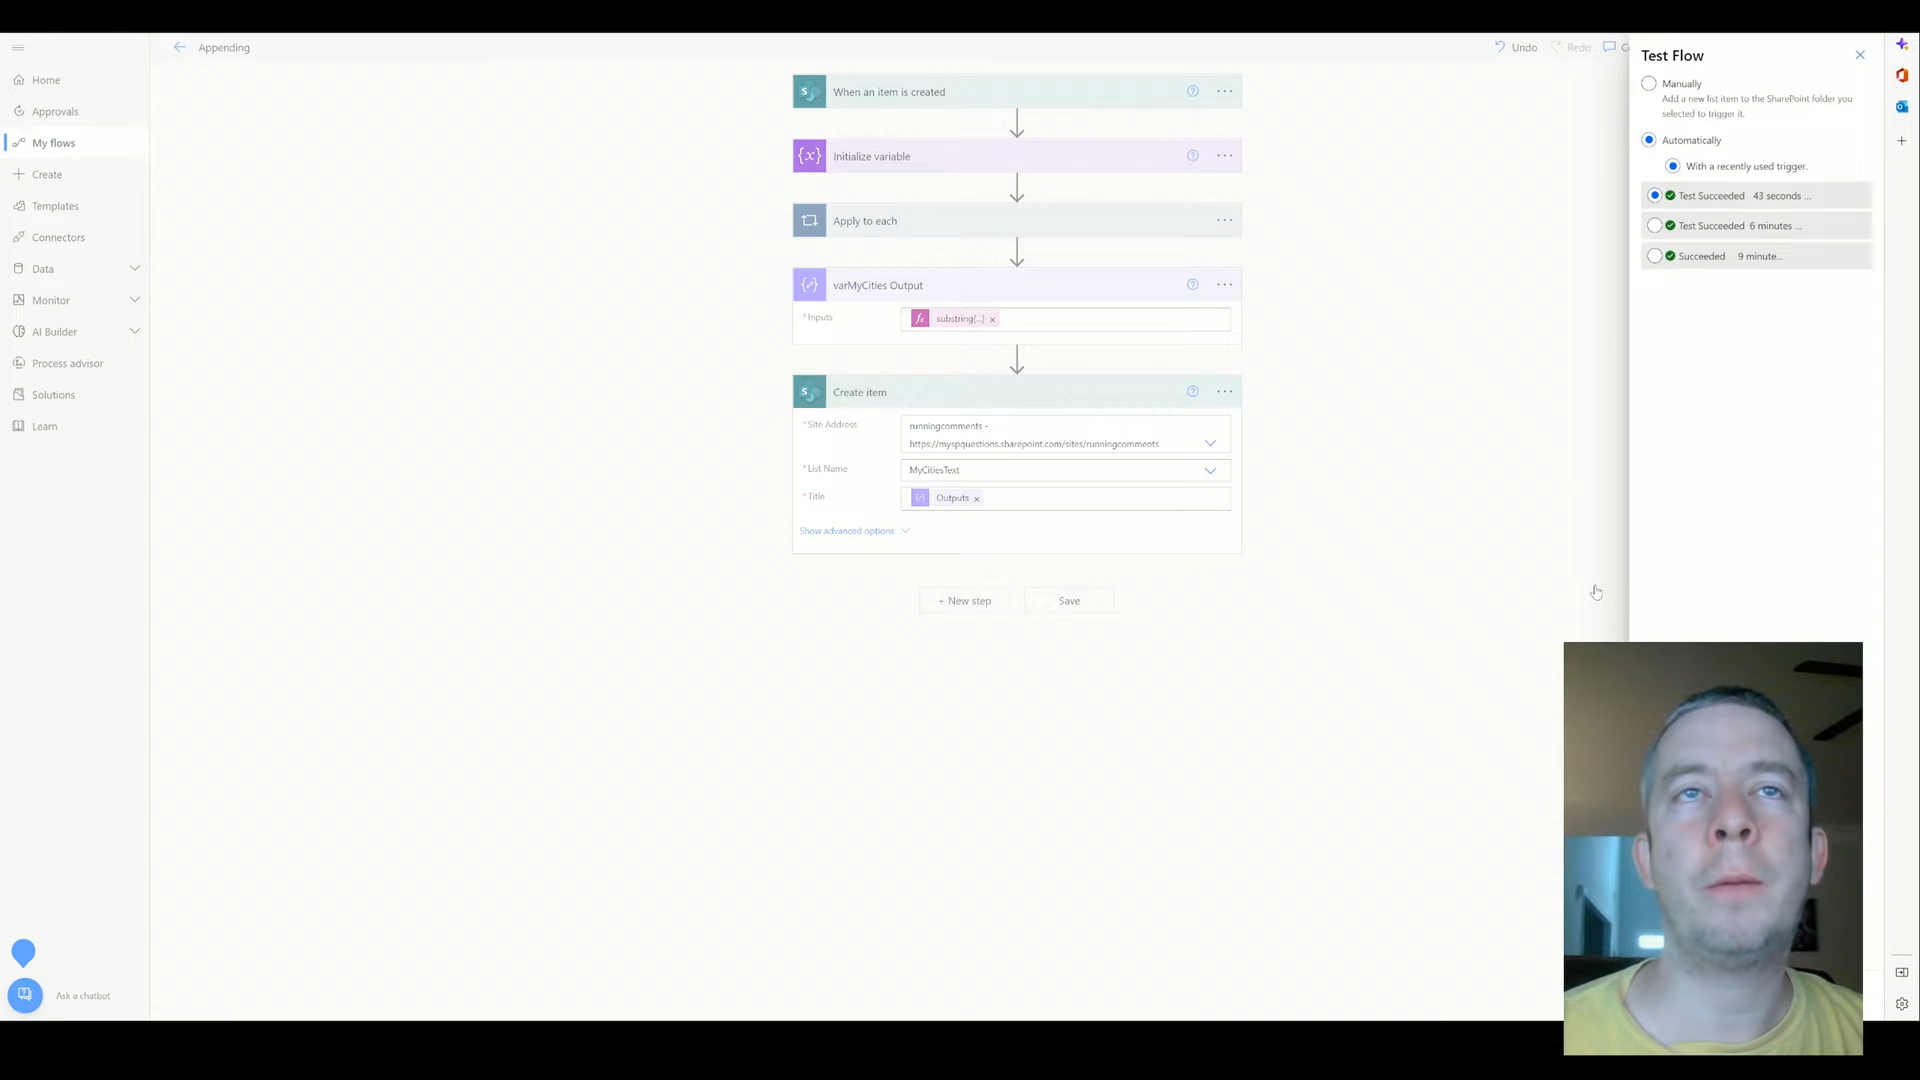 Appending
Undo
Redo
Home
Approvals
My flows
Create
Templates
Connectors
Data
Monitor
AI Builder
Process advisor
Solutions
Learn
Ask a chatbot
When an item is created
Initialize variable
{x}
Apply to each
varMyCities Output
* Inputs
substring(...) ×
Create item
* Site Address
runningcomments -
https://myspquestions.sharepoint.com/sites/runningcomments
* List Name
MyCitiesText
* Title
Outputs ×
Show advanced options
+ New step
Save
Test Flow
Manually
Add a new list item to the SharePoint folder you
selected to trigger it.
Automatically
With a recently used trigger.
Test Succeeded 43 seconds ...
Test Succeeded 6 minutes ...
Succeeded 9 minute...